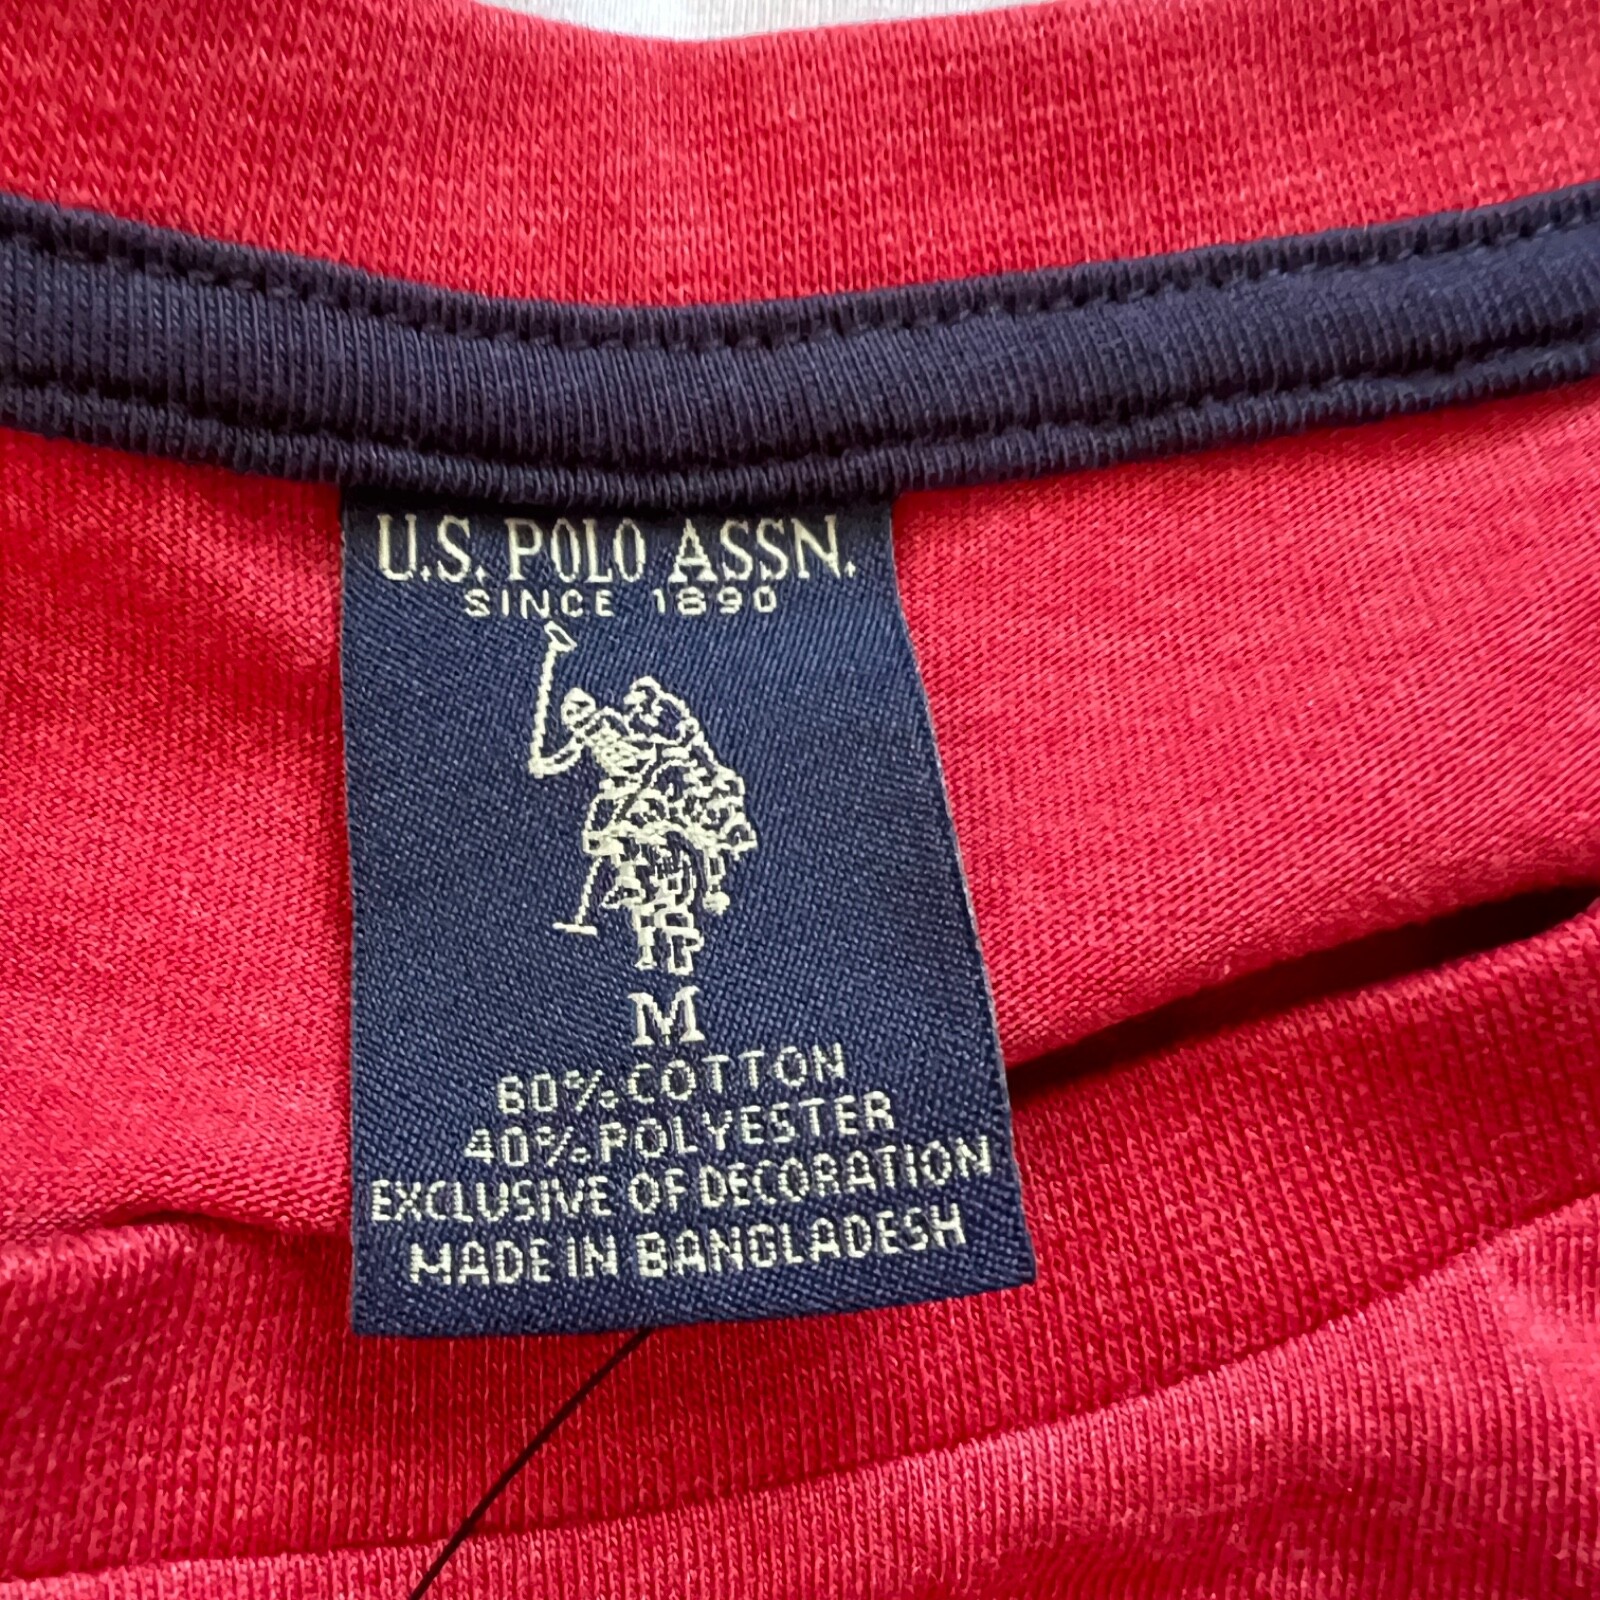 U.S. POLO ASSN.
SINCE 1890
M
60% COTTON
40% POLYESTER
EXCLUSIVE OF DECORATION
MADE IN BANGLADESH